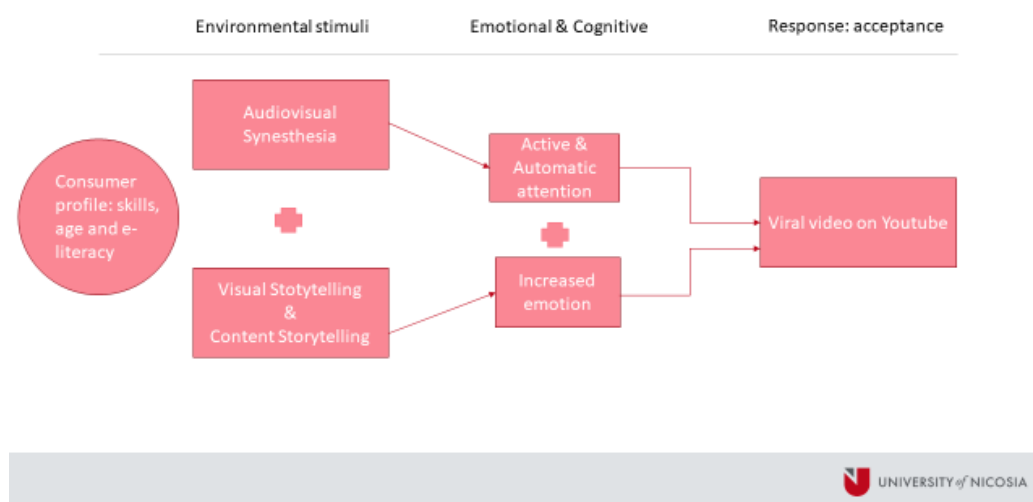 Environmental stimuli
Emotional & Cognitive
Response: acceptance
Consumer
profile: skills,
age and e-
literacy
Audiovisual
Synesthesia
Visual Stotytelling
&
Content Storytelling
Active &
Automatic
attention
Increased
emotion
Viral video on Youtube
UNIVERSITY of NICOSIA